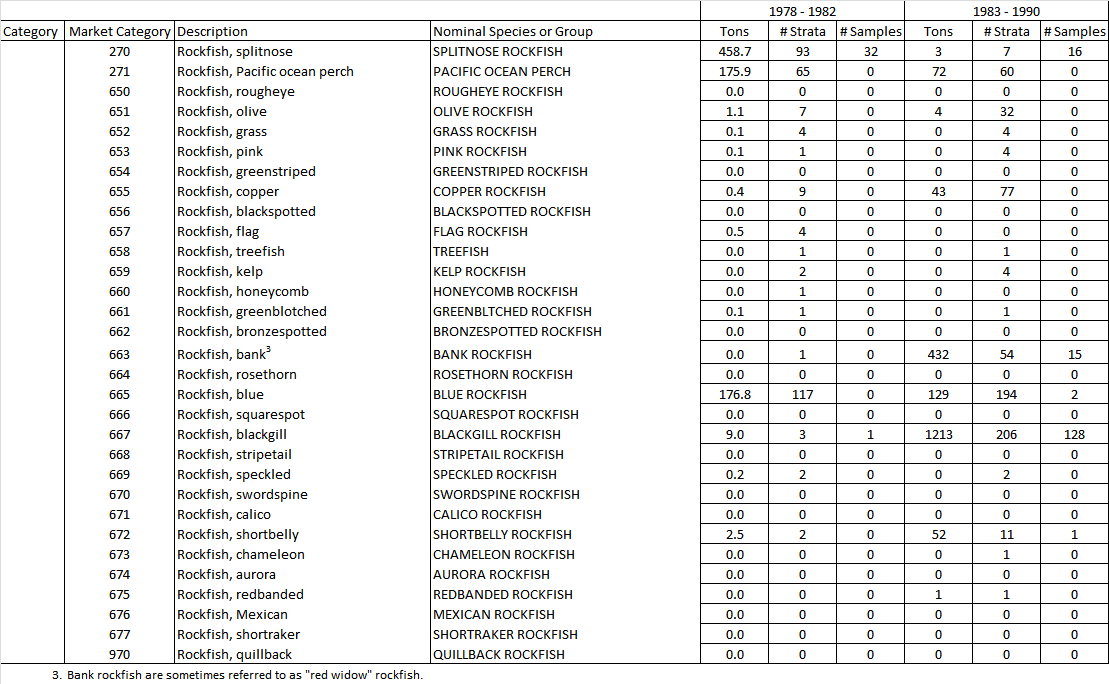 1978 - 1982 1983 - 1990
Category Market Category Description Nominal Species or Group Tons # Strata # Samples Tons # Strata # Samples
270 Rockfish, splitnose SPLITNOSE ROCKFISH 458.7 93 32 3 7 16
271 Rockfish, Pacific ocean perch PACIFIC OCEAN PERCH 175.9 65 0 72 60 0
650 Rockfish, rougheye ROUGHEYE ROCKFISH 0.0 0 0 0 0 0
651 Rockfish, olive OLIVE ROCKFISH 1.1 7 0 4 32 0
652 Rockfish, grass GRASS ROCKFISH 0.1 4 0 0 4 0
653 Rockfish, pink PINK ROCKFISH 0.1 1 0 0 4 0
654 Rockfish, greenstriped GREENSTRIPED ROCKFISH 0.0 0 0 0 0 0
655 Rockfish, copper COPPER ROCKFISH 0.4 9 0 43 77 0
656 Rockfish, blackspotted BLACKSPOTTED ROCKFISH 0.0 0 0 0 0 0
657 Rockfish, flag FLAG ROCKFISH 0.5 4 0 0 0 0
658 Rockfish, treefish TREEFISH 0.0 1 0 0 1 0
659 Rockfish, kelp KELP ROCKFISH 0.0 2 0 0 4 0
660 Rockfish, honeycomb HONEYCOMB ROCKFISH 0.0 1 0 0 0 0
661 Rockfish, greenblotched GREENBLTCHED ROCKFISH 0.1 1 0 0 1 0
662 Rockfish, bronzespotted BRONZESPOTTED ROCKFISH 0.0 0 0 0 0 0
663 Rockfish, bank3 BANK ROCKFISH 0.0 1 0 432 54 15
664 Rockfish, rosethorn ROSETHORN ROCKFISH 0.0 0 0 0 0 0
665 Rockfish, blue BLUE ROCKFISH 176.8 117 0 129 194 2
666 Rockfish, squarespot SQUARESPOT ROCKFISH 0.0 0 0 0 0 0
667 Rockfish, blackgill BLACKGILL ROCKFISH 9.0 3 1 1213 206 128
668 Rockfish, stripetail STRIPETAIL ROCKFISH 0.0 0 0 0 0 0
669 Rockfish, speckled SPECKLED ROCKFISH 0.2 2 0 0 2 0
670 Rockfish, swordspine SWORDSPINE ROCKFISH 0.0 0 0 0 0 0
671 Rockfish, calico CALICO ROCKFISH 0.0 0 0 0 0 0
672 Rockfish, shortbelly SHORTBELLY ROCKFISH 2.5 2 0 52 11 1
673 Rockfish, chameleon CHAMELEON ROCKFISH 0.0 0 0 0 1 0
674 Rockfish, aurora AURORA ROCKFISH 0.0 0 0 0 0 0
675 Rockfish, redbanded REDBANDED ROCKFISH 0.0 0 0 1 1 0
676 Rockfish, Mexican MEXICAN ROCKFISH 0.0 0 0 0 0 0
677 Rockfish, shortraker SHORTRAKER ROCKFISH 0.0 0 0 0 0 0
970 Rockfish, quillback QUILLBACK ROCKFISH 0.0 0 0 0 0 0
3. Bank rockfish are sometimes referred to as "red widow" rockfish.